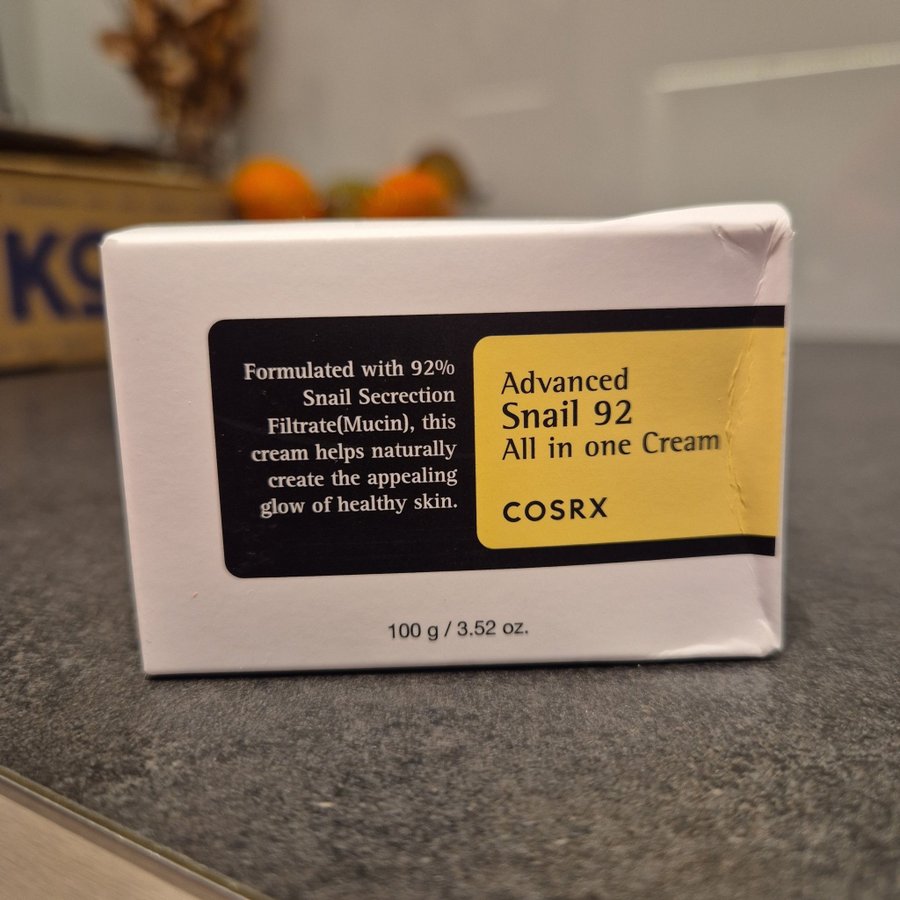 Formulated with 92%
Snail Secrection
Filtrate(Mucin), this
cream helps naturally
create the appealing
glow of healthy skin.
Advanced
Snail 92
All in one Cream
COSRX
100 g / 3.52 oz.